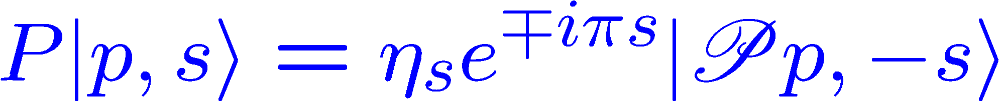 P|p, s⟩ = η_s e^{∓iπs}|𝒫p, −s⟩